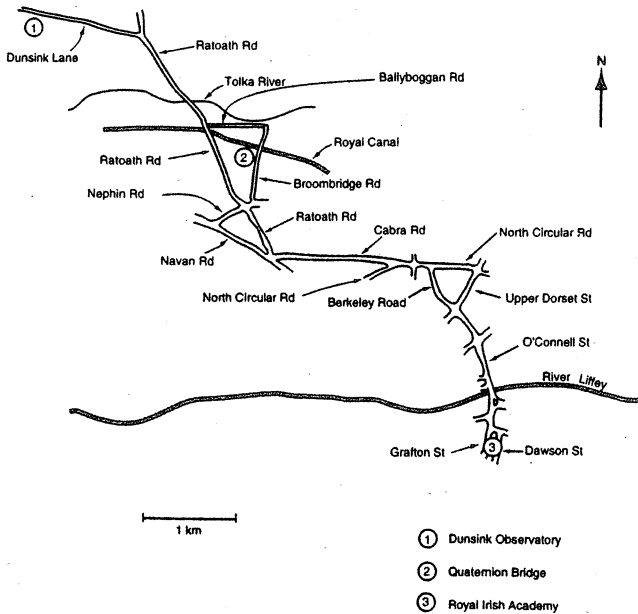 1
Dunsink Lane
Ratoath Rd
N
Tolka River
Ballyboggan Rd
Royal Canal
Ratoath Rd
2
Broombridge Rd
Nephin Rd
Ratoath Rd
Cabra Rd
North Circular Rd
Navan Rd
North Circular Rd
Berkeley Road
Upper Dorset St
O'Connell St
River Liffey
Grafton St
3
Dawson St
1 km
1 Dunsink Observatory
2 Quaternion Bridge
3 Royal Irish Academy